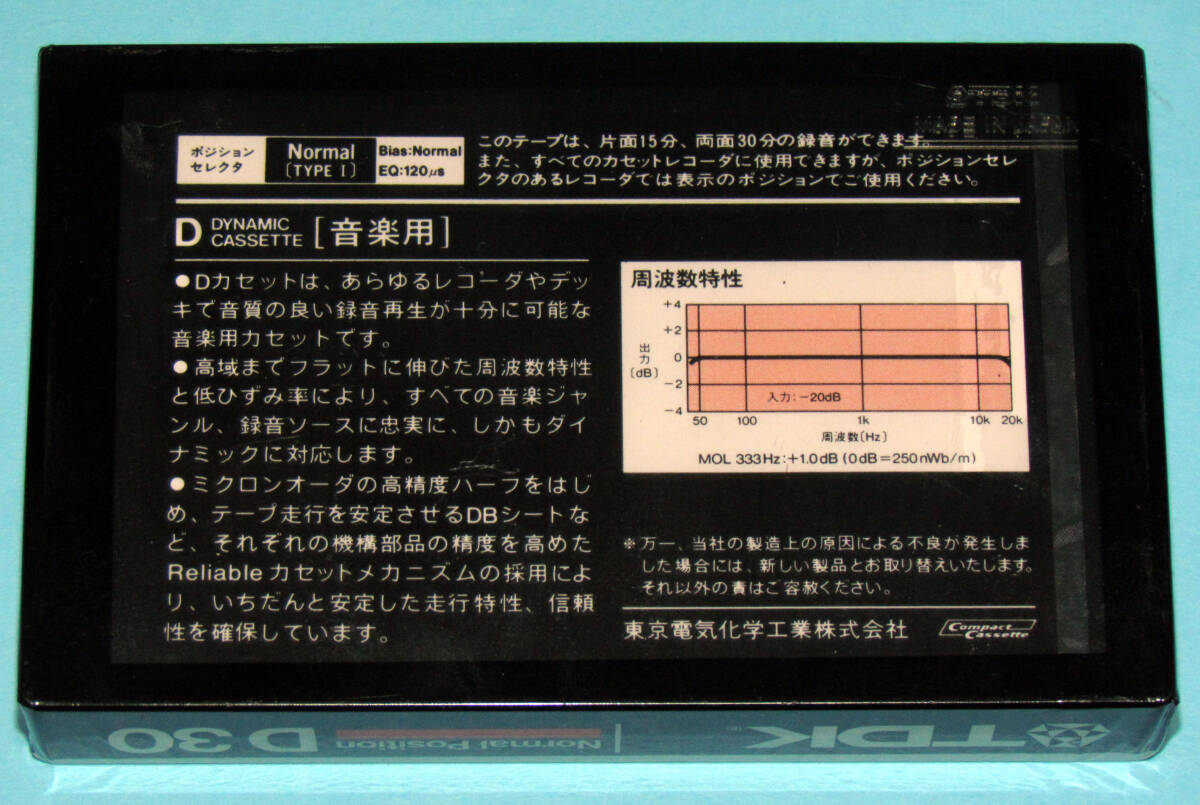 ポジション
セレクタ
Normal
(TYPE I)
Bias:Normal
EQ:120μs
このテープは、片面15分、両面30分の録音ができます。
また、すべてのカセットレコーダに使用できますが、ポジションセレ
クタのあるレコーダでは表示のポジションでご使用ください。
MADE IN JAPAN
D DYNAMIC
CASSETTE [音楽用]
●Dカセットは、あらゆるレコーダやデッ
キで音質の良い録音再生が十分に可能な
音楽用カセットです。
●高域までフラットに伸びた周波数特性
と低ひずみ率により、すべての音楽ジャ
ンル、録音ソースに忠実に、しかもダイ
ナミックに対応します。
●ミクロンオーダの高精度ハーフをはじ
め、テープ走行を安定させるDBシートな
ど、それぞれの機構部品の精度を高めた
Reliableカセットメカニズムの採用によ
り、いちだんと安定した走行特性、信頼
性を確保しています。
周波数特性
+4
+2
0
-2
-4
出力
(dB)
入力:-20dB
50 100 1k 10k 20k
周波数(Hz)
MOL 333Hz:+1.0dB (0dB=250nWb/m)
※万一、当社の製造上の原因による不良が発生しま
した場合には、新しい製品とお取り替えいたします。
それ以外の責はご容赦ください。
東京電気化学工業株式会社
Compact
Cassette
TDK
Normal Position
D 30